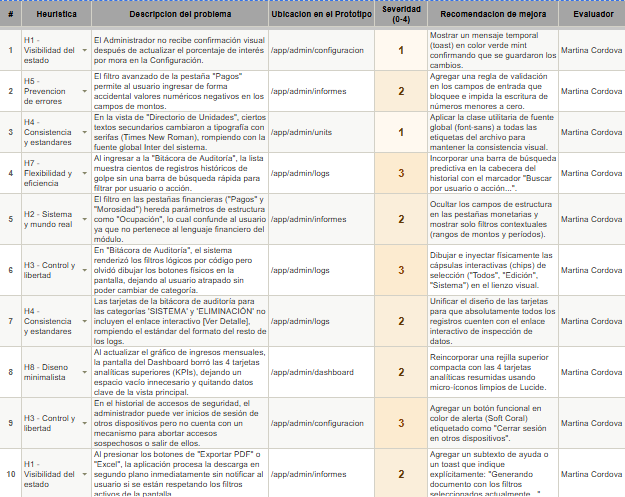 # Heurística Descripcion del problema Ubicacion en el Prototipo Severidad (0-4) Recomendacion de mejora Evaluador
1
H1 -
Visibilidad del
estado
El Administrador no recibe confirmación visual
después de actualizar el porcentaje de interés
por mora en la Configuración.
/app/admin/configuracion
1
Mostrar un mensaje temporal
(toast) en color verde mint
confirmando que se guardaron los
cambios.
Martina Cordova
2
H5 -
Prevencion
de errores
El filtro avanzado de la pestaña "Pagos"
permite al usuario ingresar de forma
accidental valores numéricos negativos en los
campos de montos.
/app/admin/informes
2
Agregar una regla de validación
en los campos de entrada que
bloquee e impida la escritura de
números menores a cero.
Martina Cordova
3
H4 -
Consistencia
y estandares
En la vista de "Directorio de Unidades", ciertos
textos secundarios cambiaron a tipografía con
serifas (Times New Roman), rompiendo con la
fuente global Inter del sistema.
/app/admin/units
1
Aplicar la clase utilitaria de fuente
global (font-sans) a todas las
etiquetas del archivo para
mantener la consistencia visual.
Martina Cordova
4
H7 -
Flexibilidad y
eficiencia
Al ingresar a la "Bitácora de Auditoría", la lista
muestra cientos de registros históricos de
golpe sin una barra de búsqueda rápida para
filtrar por usuario o acción.
/app/admin/logs
3
Incorporar una barra de búsqueda
predictiva en la cabecera del
historial con el marcador "Buscar
por usuario o acción...".
Martina Cordova
5
H2 - Sistema
y mundo real
El filtro en las pestañas financieras ("Pagos" y
"Morosidad") hereda parámetros de estructura
como "Ocupación", lo cual confunde al usuario
ya que no pertenece al lenguaje financiero del
módulo.
/app/admin/informes
2
Ocultar los campos de estructura
en las pestañas monetarias y
mostrar solo filtros contextuales
(rangos de montos y períodos).
Martina Cordova
6
H3 - Control y
libertad
En "Bitácora de Auditoría", el sistema
renderizó los filtros lógicos por código pero
olvidó dibujar los botones físicos en la
pantalla, dejando al usuario atrapado sin
poder cambiar de categoría.
/app/admin/logs
3
Dibujar e inyectar físicamente las
cápsulas interactivas (chips) de
selección ("Todos", "Edición",
"Sistema") en el lienzo visual.
Martina Cordova
7
H4 -
Consistencia
y estandares
Las tarjetas de la bitácora de auditoría para
las categorías 'SISTEMA' y 'ELIMINACIÓN' no
incluyen el enlace interactivo [Ver Detalle],
rompiendo el estándar del formato del resto de
los logs.
/app/admin/logs
2
Unificar el diseño de las tarjetas
para que absolutamente todos los
registros cuenten con el enlace
interactivo de inspección de
datos.
Martina Cordova
8
H8 - Diseno
minimalista
Al actualizar el gráfico de ingresos mensuales,
la pantalla del Dashboard borró las 4 tarjetas
analíticas superiores (KPIs), dejando un
espacio vacío innecesario y quitando datos
clave de la vista principal.
/app/admin/dashboard
2
Reincorporar una rejilla superior
compacta con las 4 tarjetas
analíticas resumidas usando
micro-íconos limpios de Lucide.
Martina Cordova
9
H3 - Control y
libertad
En el historial de accesos de seguridad, el
administrador puede ver inicios de sesión de
otros dispositivos pero no cuenta con un
mecanismo para abortar accesos
sospechosos o salir de ellos.
/app/admin/configuracion
3
Agregar un botón funcional en
color de alerta (Soft Coral)
etiquetado como "Cerrar sesión
en otros dispositivos".
Martina Cordova
10
H1 -
Visibilidad del
estado
Al presionar los botones de "Exportar PDF" o
"Excel", la aplicación procesa la descarga en
segundo plano inmediatamente sin notificar al
usuario si se están respetando los filtros
activos de la pantalla.
/app/admin/informes
2
Agregar un subtexto de ayuda o
un toast que indique
explícitamente: "Generando
documento con los filtros
seleccionados actualmente..."
Martina Cordova